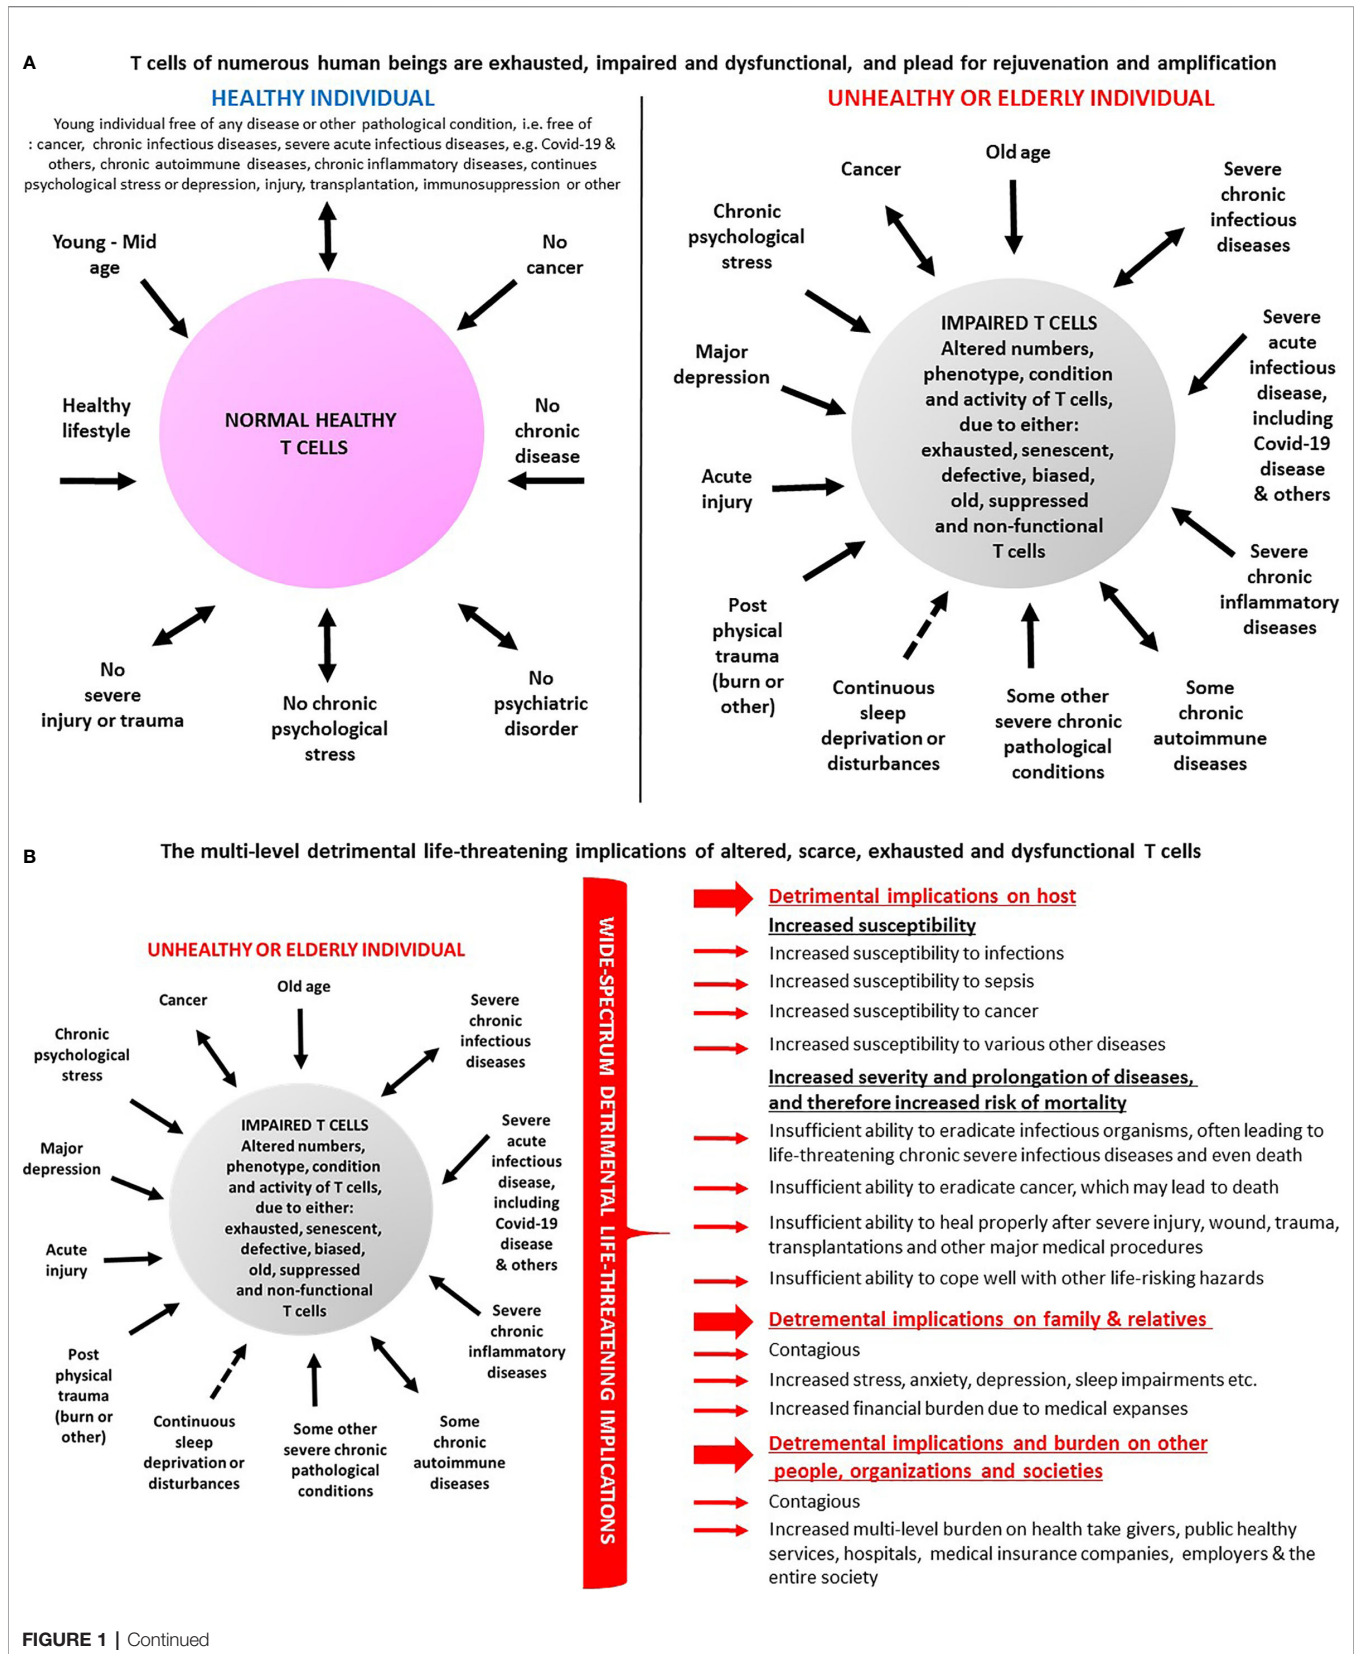 A
T cells of numerous human beings are exhausted, impaired and dysfunctional, and plead for rejuvenation and amplification
HEALTHY INDIVIDUAL
Young individual free of any disease or other pathological condition, i.e. free of
: cancer, chronic infectious diseases, severe acute infectious diseases, e.g. Covid-19 &
others, chronic autoimmune diseases, chronic inflammatory diseases, continues
psychological stress or depression, injury, transplantation, immunosuppression or other
Young - Mid
age
No
cancer
Healthy
lifestyle
NORMAL HEALTHY
T CELLS
No
chronic
disease
No
severe
injury or trauma
No chronic
psychological
stress
No
psychiatric
disorder
UNHEALTHY OR ELDERLY INDIVIDUAL
Old age
Cancer
Severe
chronic
infectious
diseases
Chronic
psychological
stress
Major
depression
Acute
injury
Post
physical
trauma
(burn or
other)
IMPAIRED T CELLS
Altered numbers,
phenotype, condition
and activity of T cells,
due to either:
exhausted, senescent,
defective, biased,
old, suppressed
and non-functional
T cells
Severe
acute
infectious
disease,
including
Covid-19
disease
& others
Severe
chronic
inflammatory
diseases
Continuous
sleep
deprivation or
disturbances
Some other
severe chronic
pathological
conditions
Some
chronic
autoimmune
diseases
B
The multi-level detrimental life-threatening implications of altered, scarce, exhausted and dysfunctional T cells
UNHEALTHY OR ELDERLY INDIVIDUAL
Old age
Cancer
Severe
chronic
infectious
diseases
Chronic
psychological
stress
Major
depression
Acute
injury
Post
physical
trauma
(burn or
other)
IMPAIRED T CELLS
Altered numbers,
phenotype, condition
and activity of T cells,
due to either:
exhausted, senescent,
defective, biased,
old, suppressed
and non-functional
T cells
Severe
acute
infectious
disease,
including
Covid-19
disease
& others
Severe
chronic
inflammatory
diseases
Continuous
sleep
deprivation or
disturbances
Some other
severe chronic
pathological
conditions
Some
chronic
autoimmune
diseases
WIDE-SPECTRUM DETRIMENTAL LIFE-THREATENING IMPLICATIONS
Detrimental implications on host
Increased susceptibility
Increased susceptibility to infections
Increased susceptibility to sepsis
Increased susceptibility to cancer
Increased susceptibility to various other diseases
Increased severity and prolongation of diseases,
and therefore increased risk of mortality
Insufficient ability to eradicate infectious organisms, often leading to
life-threatening chronic severe infectious diseases and even death
Insufficient ability to eradicate cancer, which may lead to death
Insufficient ability to heal properly after severe injury, wound, trauma,
transplantations and other major medical procedures
Insufficient ability to cope well with other life-risking hazards
Detremental implications on family & relatives
Contagious
Increased stress, anxiety, depression, sleep impairments etc.
Increased financial burden due to medical expanses
Detremental implications and burden on other
people, organizations and societies
Contagious
Increased multi-level burden on health take givers, public healthy
services, hospitals, medical insurance companies, employers & the
entire society
FIGURE 1 | Continued